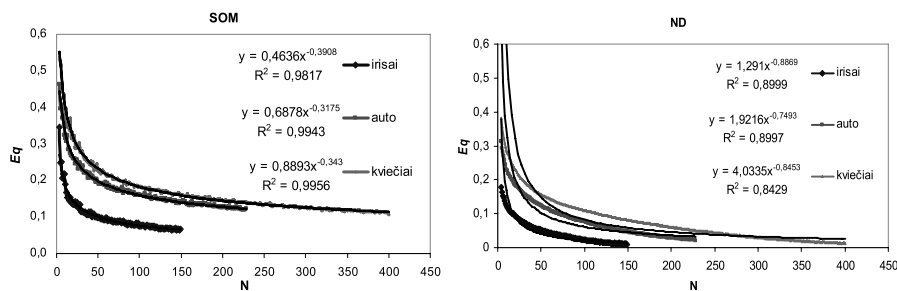 SOM
0,6
0,5
0,4
0,3
0,2
0,1
0,0
Eq
0 50 100 150 200 250 300 350 400 450
N
y = 0,4636x^-0,3908
R² = 0,9817
irisai
y = 0,6878x^-0,3175
R² = 0,9943
auto
y = 0,8893x^-0,343
R² = 0,9956
kviečiai
ND
0,6
0,5
0,4
0,3
0,2
0,1
0
Eq
0 50 100 150 200 250 300 350 400 450
N
y = 1,291x^-0,8869
R² = 0,8999
irisai
y = 1,9216x^-0,7493
R² = 0,8997
auto
y = 4,0335x^-0,8453
R² = 0,8429
kviečiai